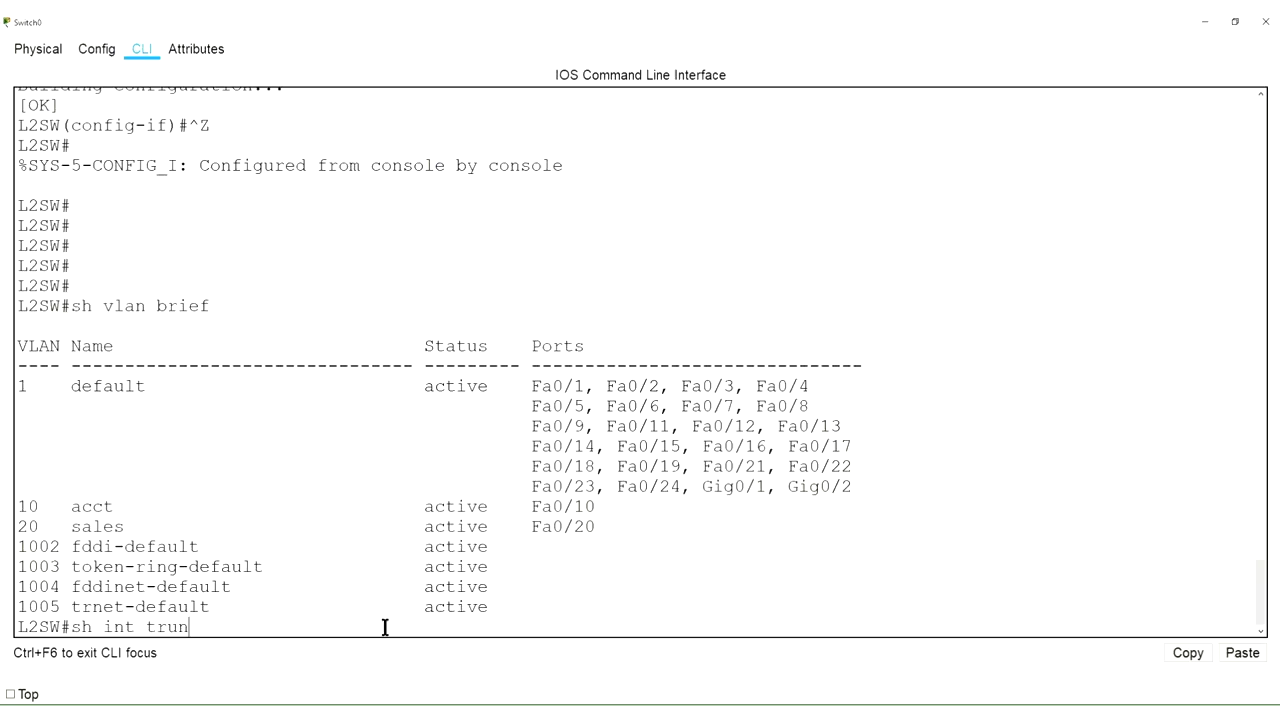 Switch0
Physical Config CLI Attributes
IOS Command Line Interface
Building configuration...
[OK]
L2SW(config-if)#^Z
L2SW#
%SYS-5-CONFIG_I: Configured from console by console
L2SW#
L2SW#
L2SW#
L2SW#
L2SW#
L2SW#sh vlan brief
VLAN Name Status Ports
---- -------------------------------- --------- -------------------------------
1 default active Fa0/1, Fa0/2, Fa0/3, Fa0/4
Fa0/5, Fa0/6, Fa0/7, Fa0/8
Fa0/9, Fa0/11, Fa0/12, Fa0/13
Fa0/14, Fa0/15, Fa0/16, Fa0/17
Fa0/18, Fa0/19, Fa0/21, Fa0/22
Fa0/23, Fa0/24, Gig0/1, Gig0/2
10 acct active Fa0/10
20 sales active Fa0/20
1002 fddi-default active
1003 token-ring-default active
1004 fddinet-default active
1005 trnet-default active
L2SW#sh int trun
Ctrl+F6 to exit CLI focus Copy Paste
Top